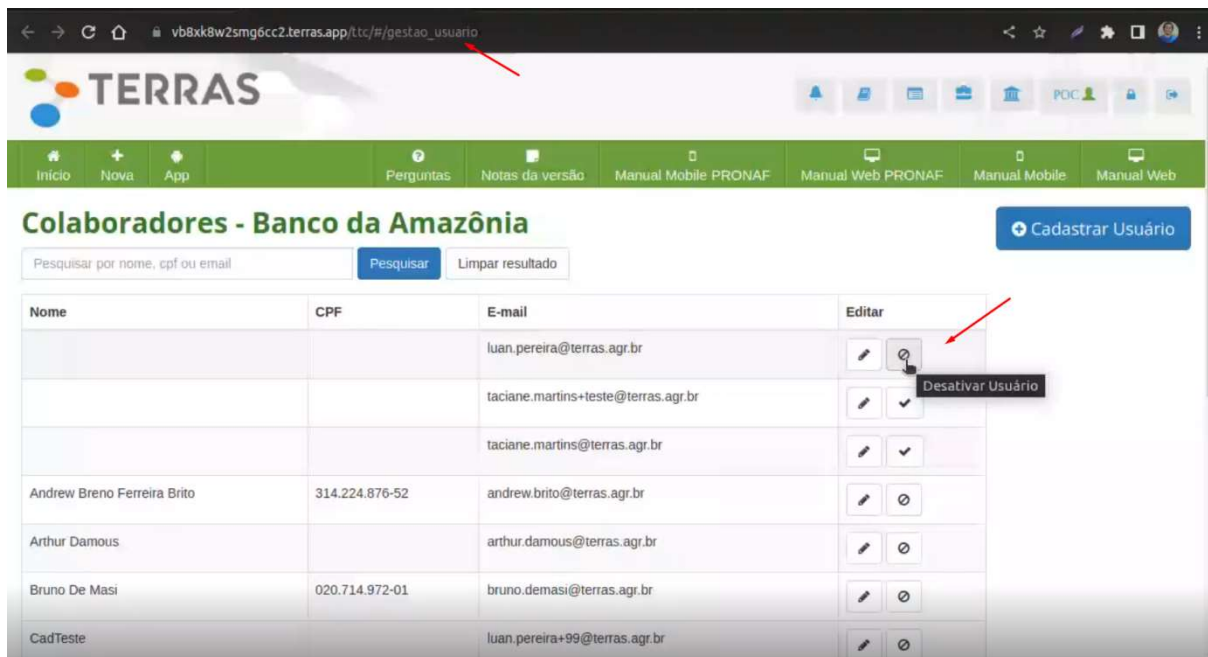 vb8xk8w2smg6cc2.terras.app/ttc/#/gestao_usuario
TERRAS
POC
Início Nova App Perguntas Notas da versão Manual Mobile PRONAF Manual Web PRONAF Manual Mobile Manual Web
Colaboradores - Banco da Amazônia
Cadastrar Usuário
Pesquisar por nome, cpf ou email Pesquisar Limpar resultado
Nome CPF E-mail Editar
luan.pereira@terras.agr.br
Desativar Usuário
taciane.martins+teste@terras.agr.br
taciane.martins@terras.agr.br
Andrew Breno Ferreira Brito 314.224.876-52 andrew.brito@terras.agr.br
Arthur Damous arthur.damous@terras.agr.br
Bruno De Masi 020.714.972-01 bruno.demasi@terras.agr.br
CadTeste luan.pereira+99@terras.agr.br